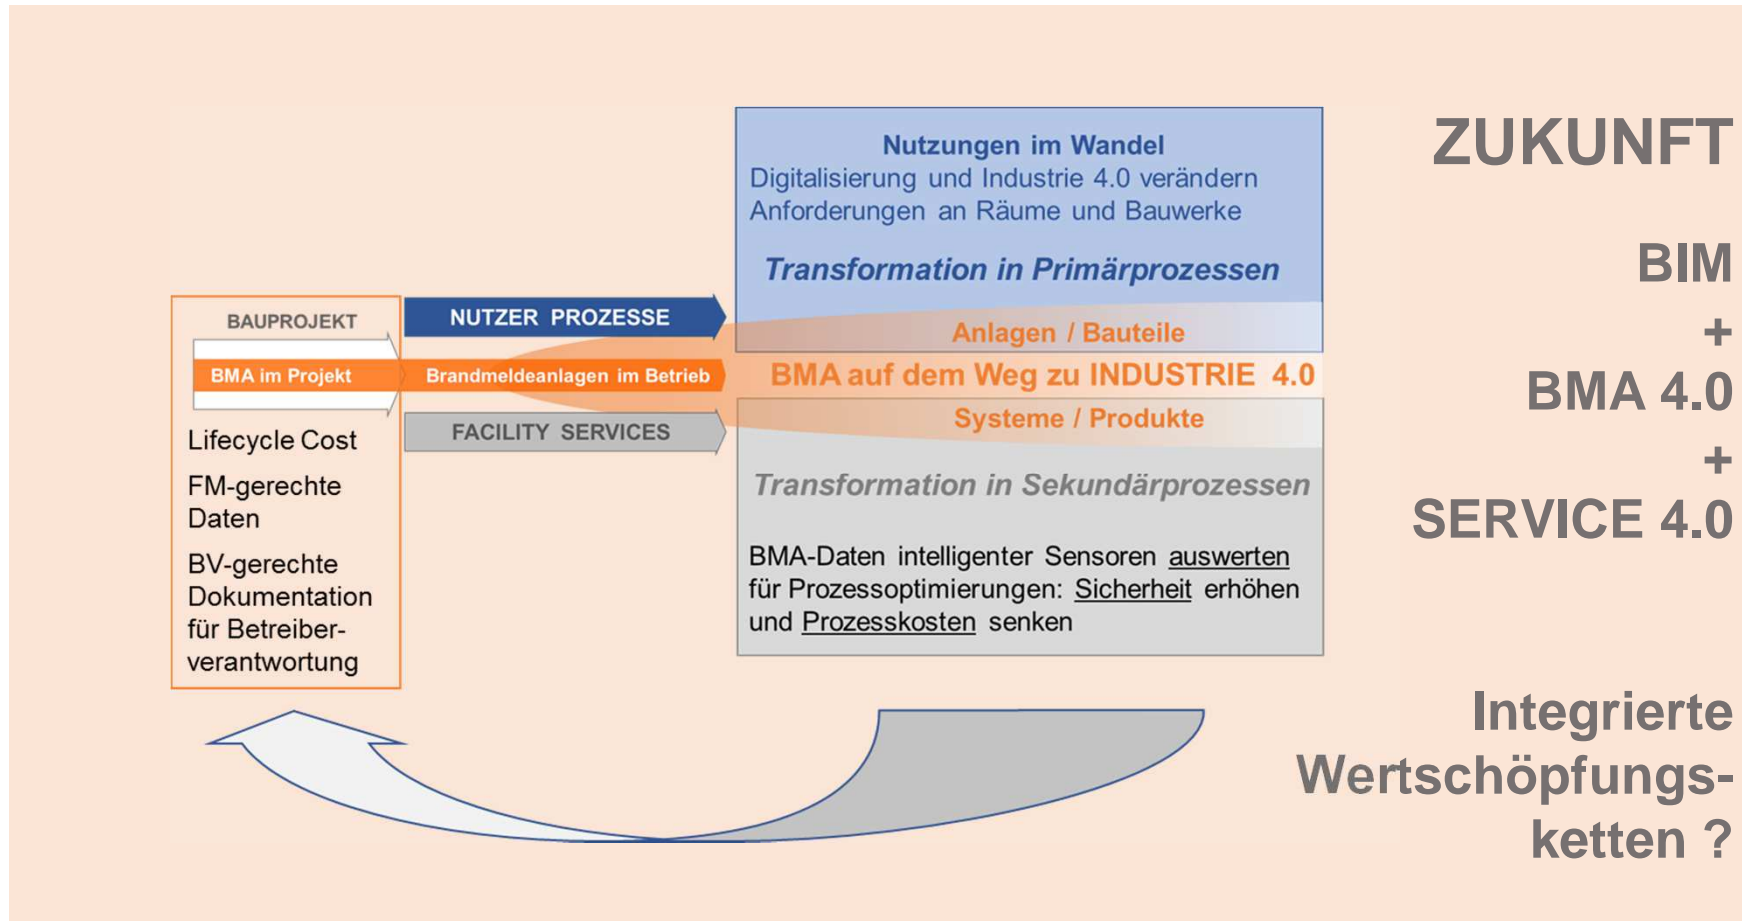 BAUPROJEKT
BMA im Projekt
Lifecycle Cost
FM-gerechte
Daten
BV-gerechte
Dokumentation
für Betreiber-
verantwortung
NUTZER PROZESSE
Brandmeldeanlagen im Betrieb
FACILITY SERVICES
Nutzungen im Wandel
Digitalisierung und Industrie 4.0 verändern
Anforderungen an Räume und Bauwerke
Transformation in Primärprozessen
Anlagen / Bauteile
BMA auf dem Weg zu INDUSTRIE 4.0
Systeme / Produkte
Transformation in Sekundärprozessen
BMA-Daten intelligenter Sensoren auswerten
für Prozessoptimierungen: Sicherheit erhöhen
und Prozesskosten senken
ZUKUNFT
BIM
+
BMA 4.0
+
SERVICE 4.0
Integrierte
Wertschöpfungs-
ketten ?